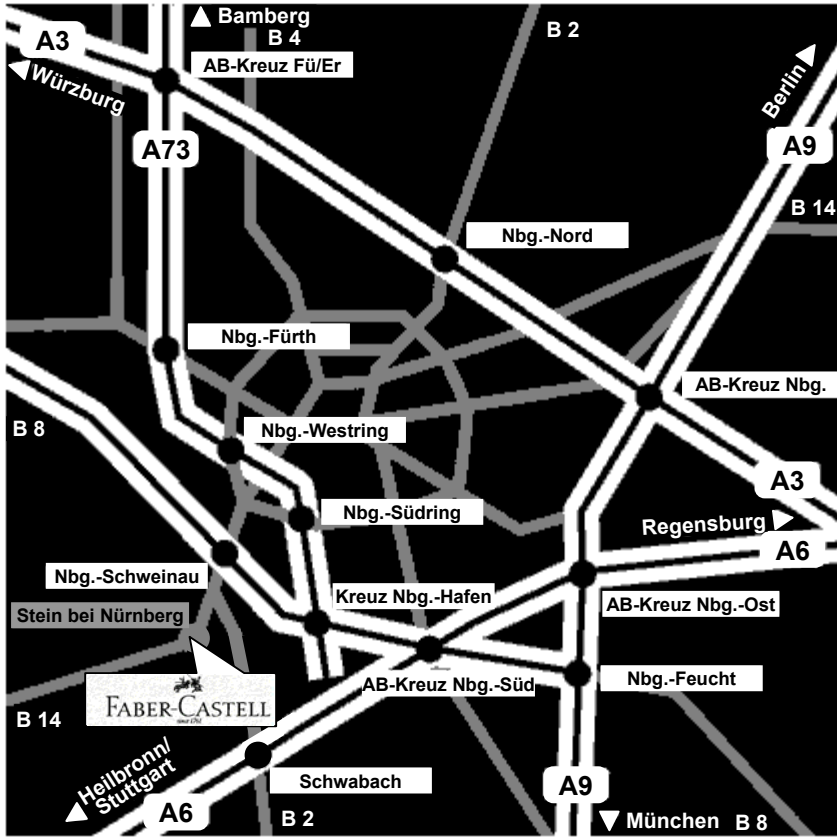 Bamberg
B 4
B 2
A3
AB-Kreuz Fü/Er
Würzburg
Berlin
A73
A9
B 14
Nbg.-Nord
Nbg.-Fürth
AB-Kreuz Nbg.
B 8
Nbg.-Westring
A3
Nbg.-Südring
Regensburg
A6
Nbg.-Schweinau
Kreuz Nbg.-Hafen
AB-Kreuz Nbg.-Ost
Stein bei Nürnberg
AB-Kreuz Nbg.-Süd
Nbg.-Feucht
FABER-CASTELL
since 1761
B 14
Heilbronn/
Stuttgart
Schwabach
A9
A6
B 2
München
B 8